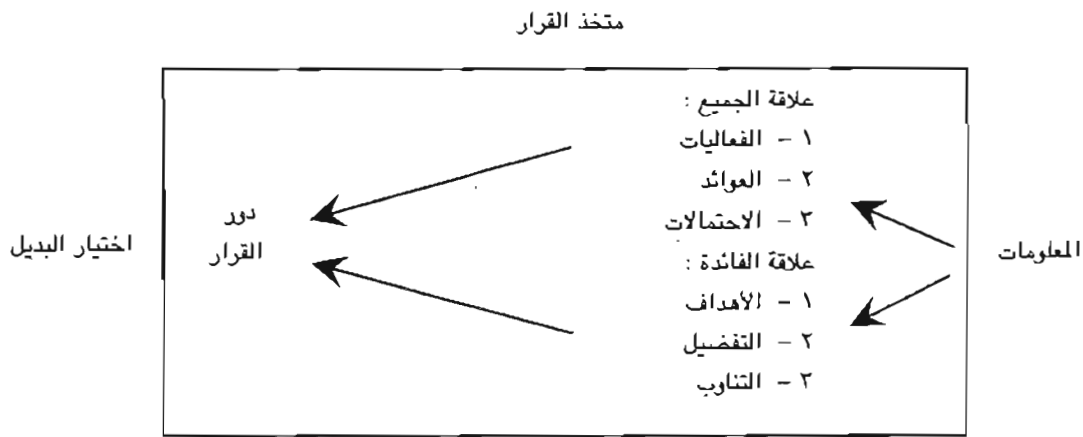 متخذ القرار
علاقة الجميع :
١ - الفعاليات
٢ - العوائد
٣ - الاحتمالات
علاقة الفائدة :
١ - الأهداف
٢ - التفضيل
٣ - التناوب
المعلومات
دور
القرار
اختيار البديل